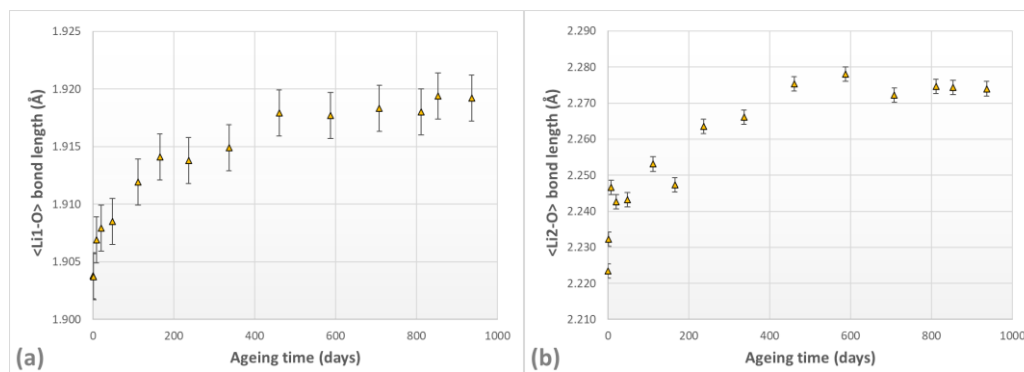 1.925
1.920
1.915
1.910
1.905
1.900
<Li1-O> bond length (Å)
0 200 400 600 800 1000
Ageing time (days)
(a)
2.290
2.280
2.270
2.260
2.250
2.240
2.230
2.220
2.210
<Li2-O> bond length (Å)
0 200 400 600 800 1000
Ageing time (days)
(b)